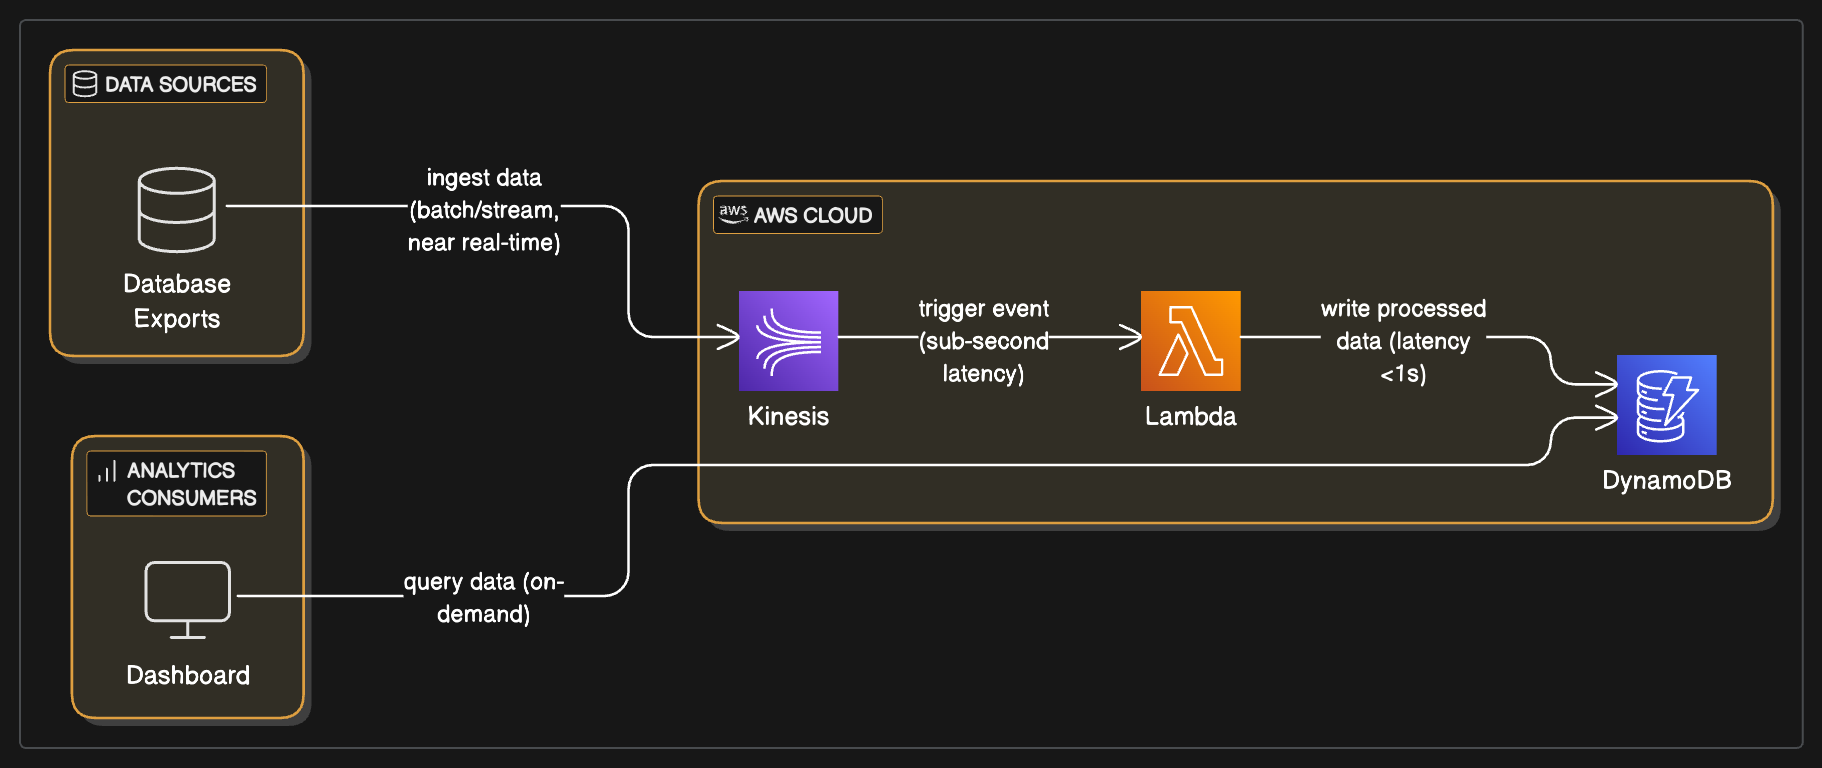 DATA SOURCES
Database
Exports
ingest data
(batch/stream,
near real-time)
aws AWS CLOUD
Kinesis
trigger event
(sub-second
latency)
Lambda
write processed
data (latency
<1s)
DynamoDB
ANALYTICS
CONSUMERS
Dashboard
query data (on-
demand)